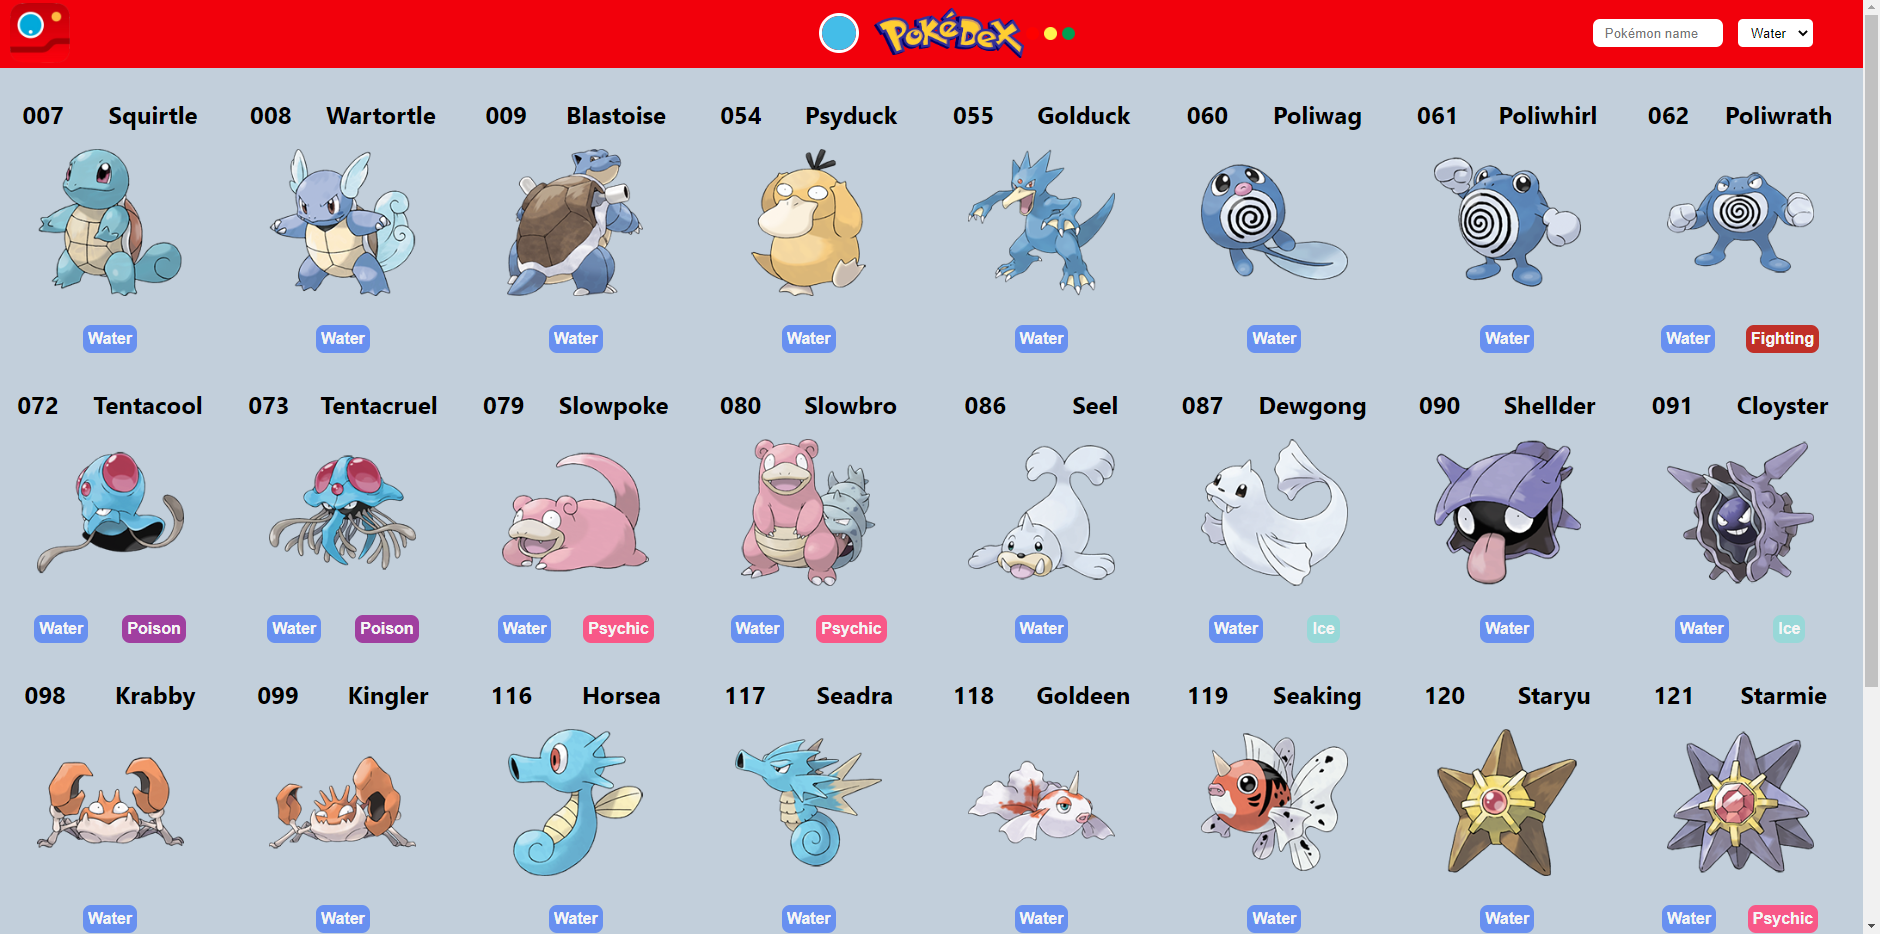 PokéDex Pokémon name Water
007 Squirtle 008 Wartortle 009 Blastoise 054 Psyduck 055 Golduck 060 Poliwag 061 Poliwhirl 062 Poliwrath
Water Water Water Water Water Water Water Water Fighting
072 Tentacool 073 Tentacruel 079 Slowpoke 080 Slowbro 086 Seel 087 Dewgong 090 Shellder 091 Cloyster
Water Poison Water Poison Water Psychic Water Psychic Water Water Ice Water Water Ice
098 Krabby 099 Kingler 116 Horsea 117 Seadra 118 Goldeen 119 Seaking 120 Staryu 121 Starmie
Water Water Water Water Water Water Water Water Psychic